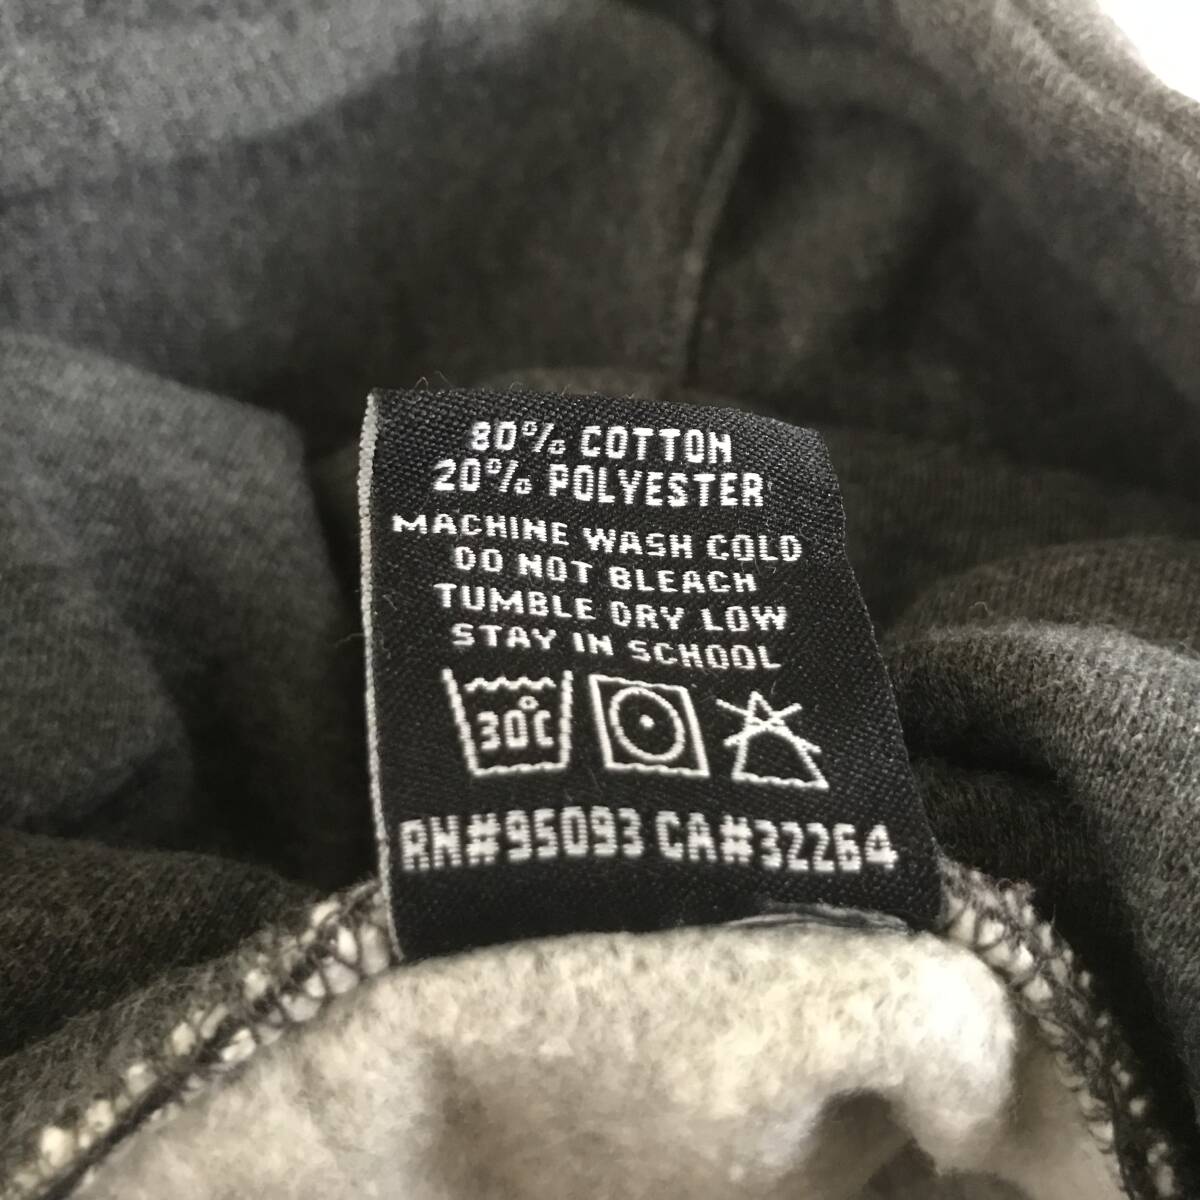 80% COTTON
20% POLYESTER
MACHINE WASH COLD
DO NOT BLEACH
TUMBLE DRY LOW
STAY IN SCHOOL
30°C
RN#95093 CA#32264